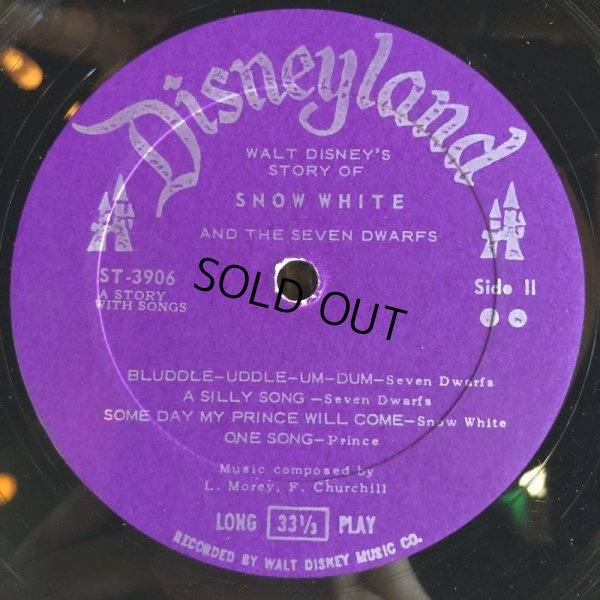 Disneyland
WALT DISNEY'S
STORY OF
SNOW WHITE
AND THE SEVEN DWARFS
ST-3906
A STORY
WITH SONGS
Side II
SOLD OUT
BLUDDLE-UDDLE-UM-DUM-Seven Dwarfs
A SILLY SONG-Seven Dwarfs
SOME DAY MY PRINCE WILL COME-Snow White
ONE SONG-Prince
Music composed by
L. Morey, F. Churchill
LONG 33⅓ PLAY
RECORDED BY WALT DISNEY MUSIC CO.